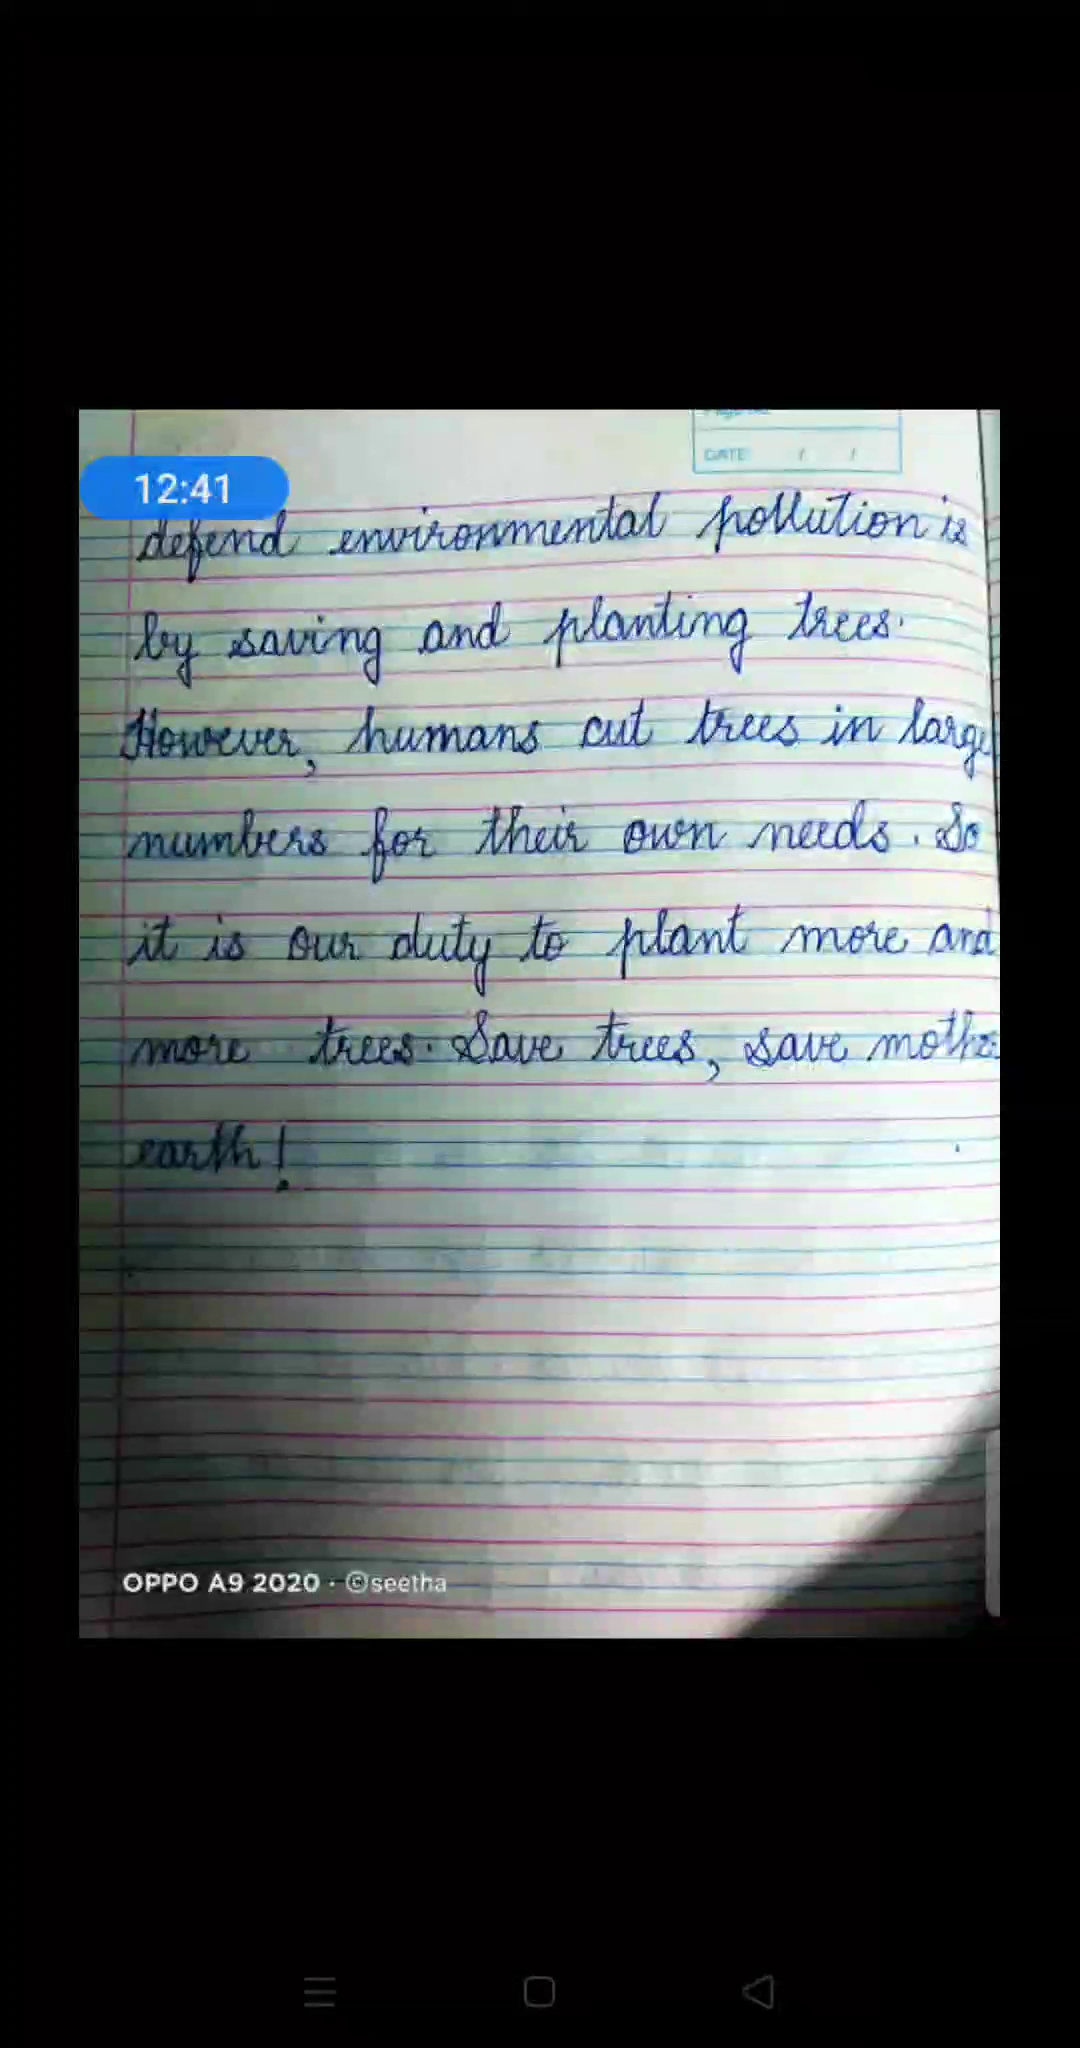 DATE / /
12:41
defend environmental pollution is
by saving and planting trees.
However, humans cut trees in large
numbers for their own needs. So
it is our duty to plant more and
more trees. Save trees, save
earth!
OPPO A9 2020 · @seetha